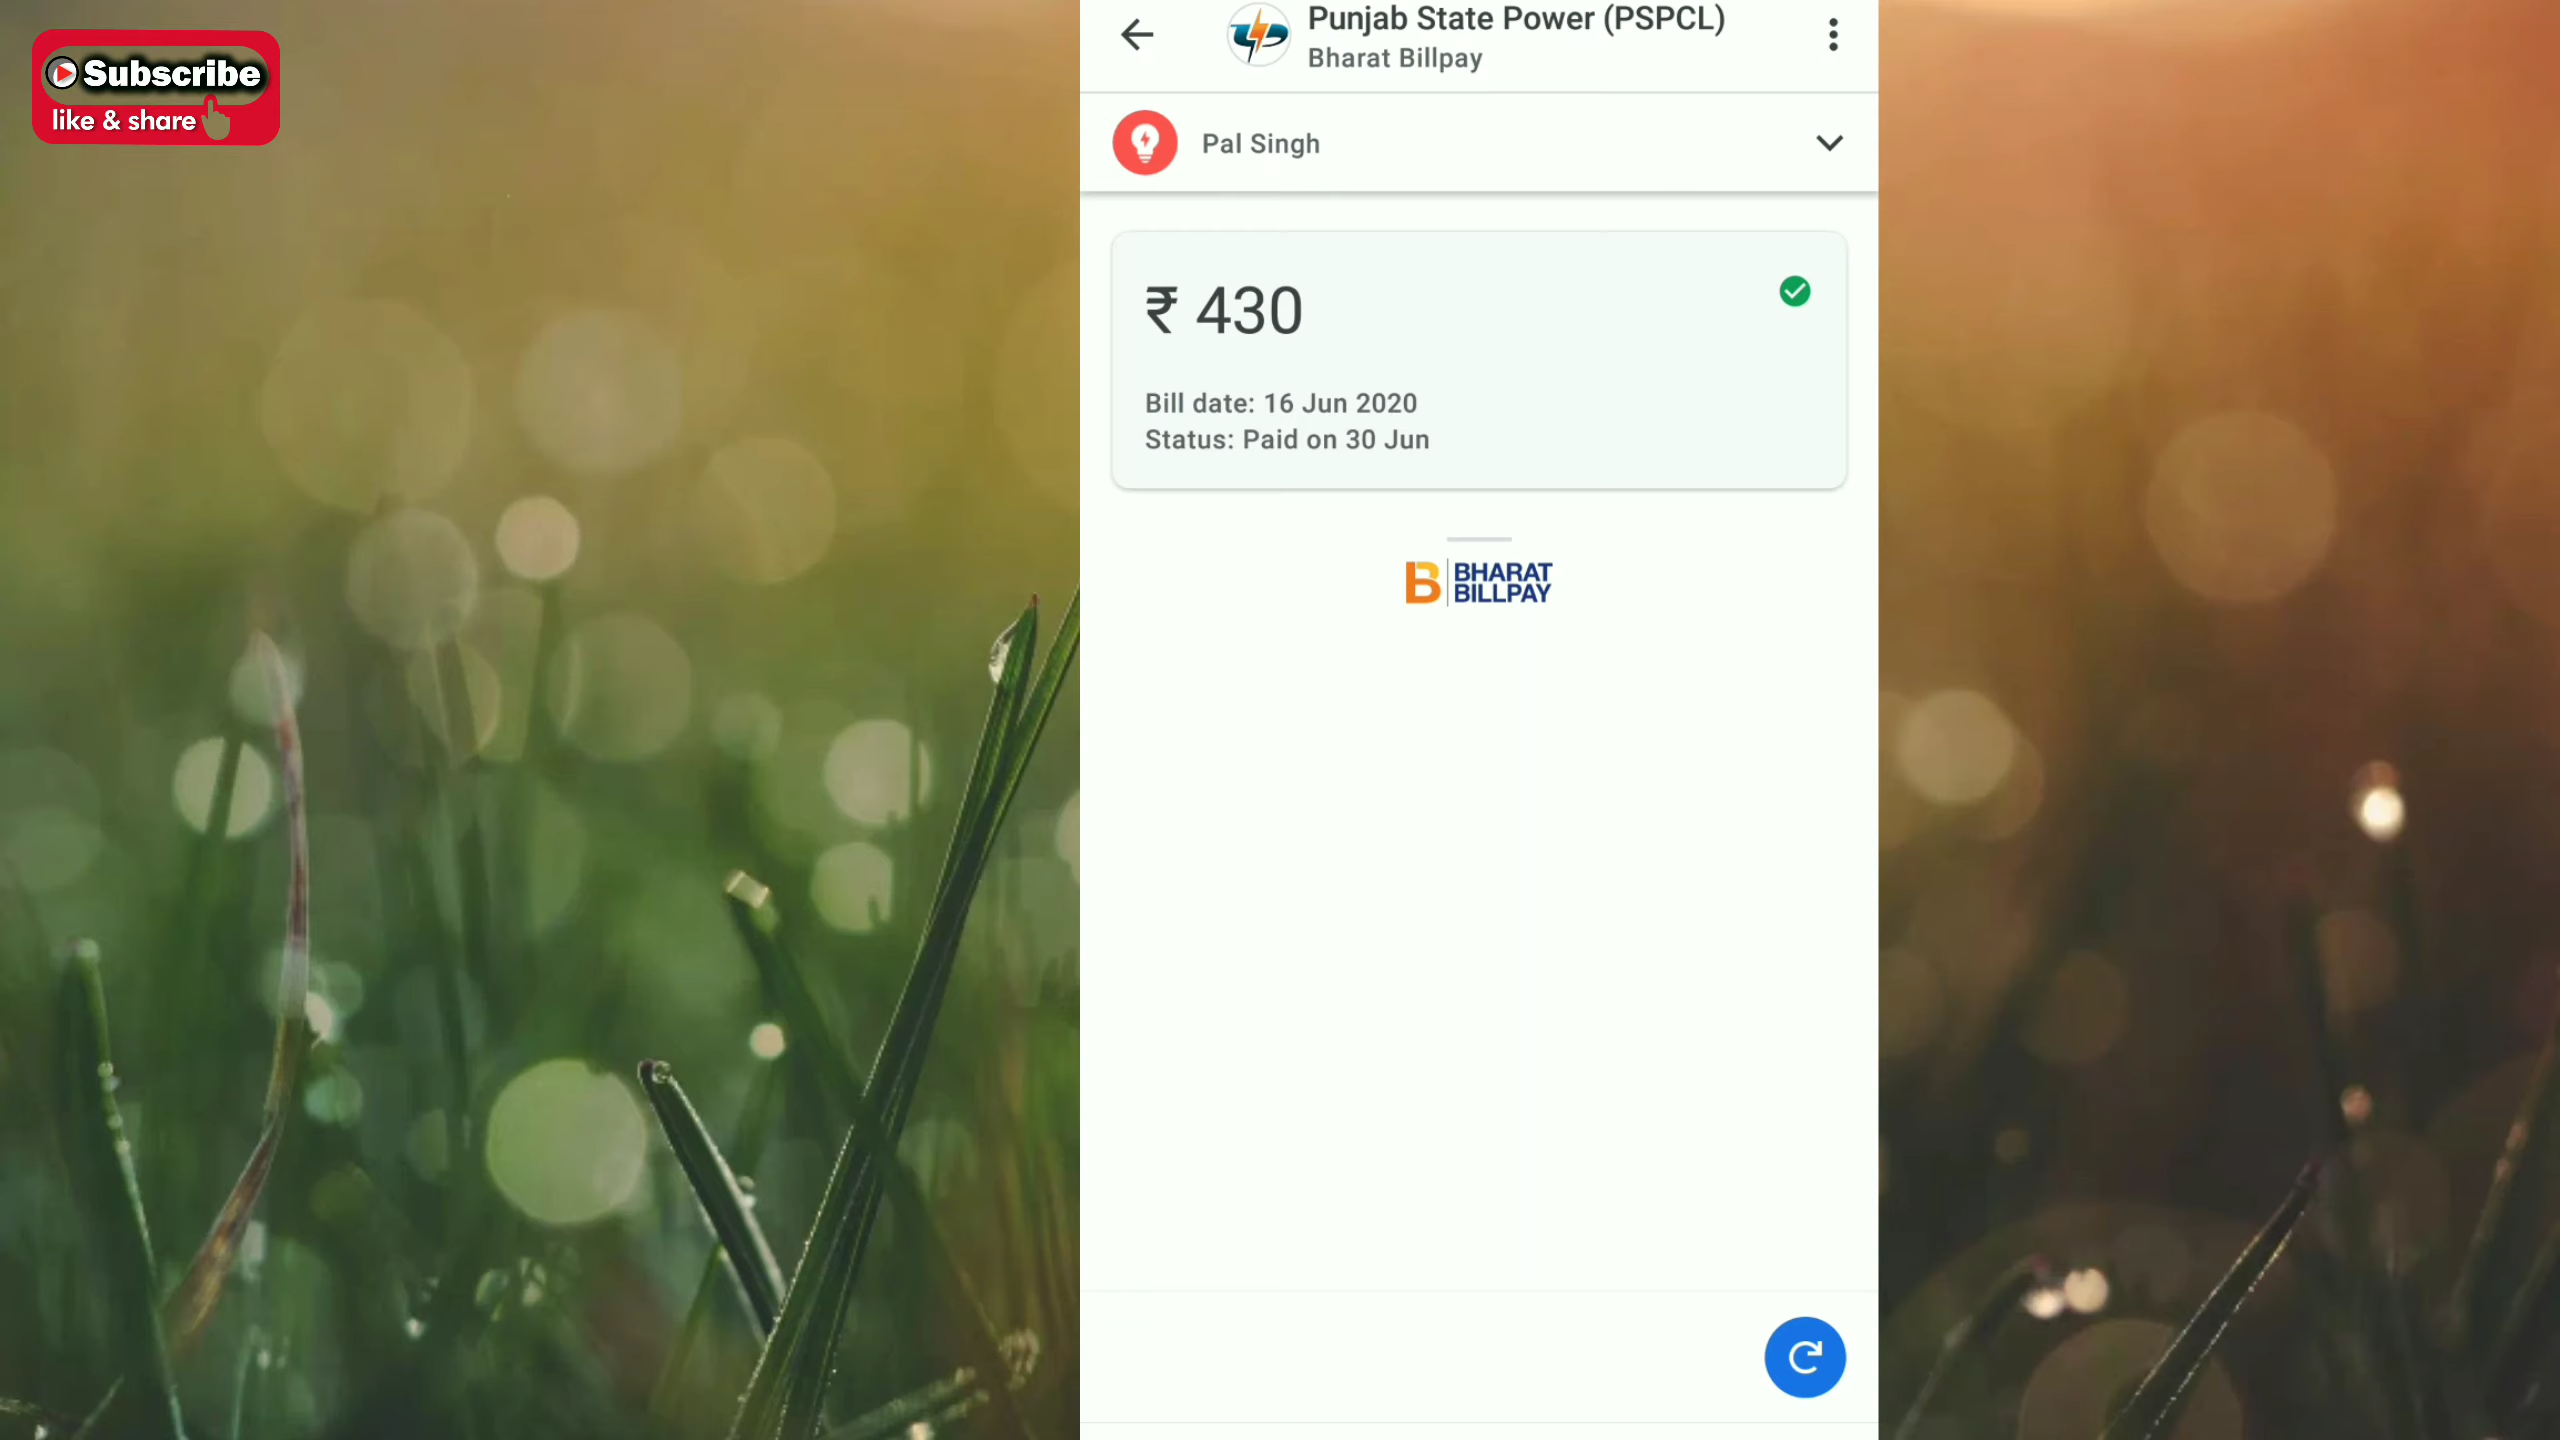 Subscribe
like & share
Punjab State Power (PSPCL)
Bharat Billpay
Pal Singh
₹ 430
Bill date: 16 Jun 2020
Status: Paid on 30 Jun
B BHARAT
BILLPAY